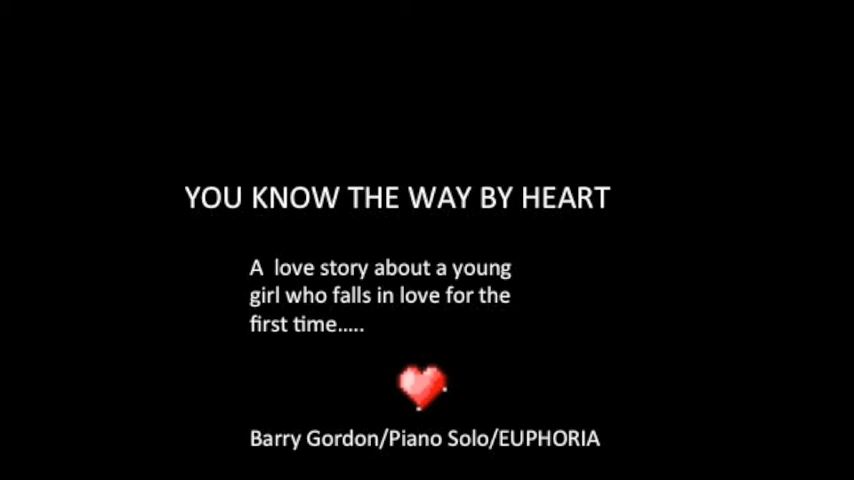 YOU KNOW THE WAY BY HEART
A  love story about a young
girl who falls in love for the
first time.....
Barry Gordon/Piano Solo/EUPHORIA